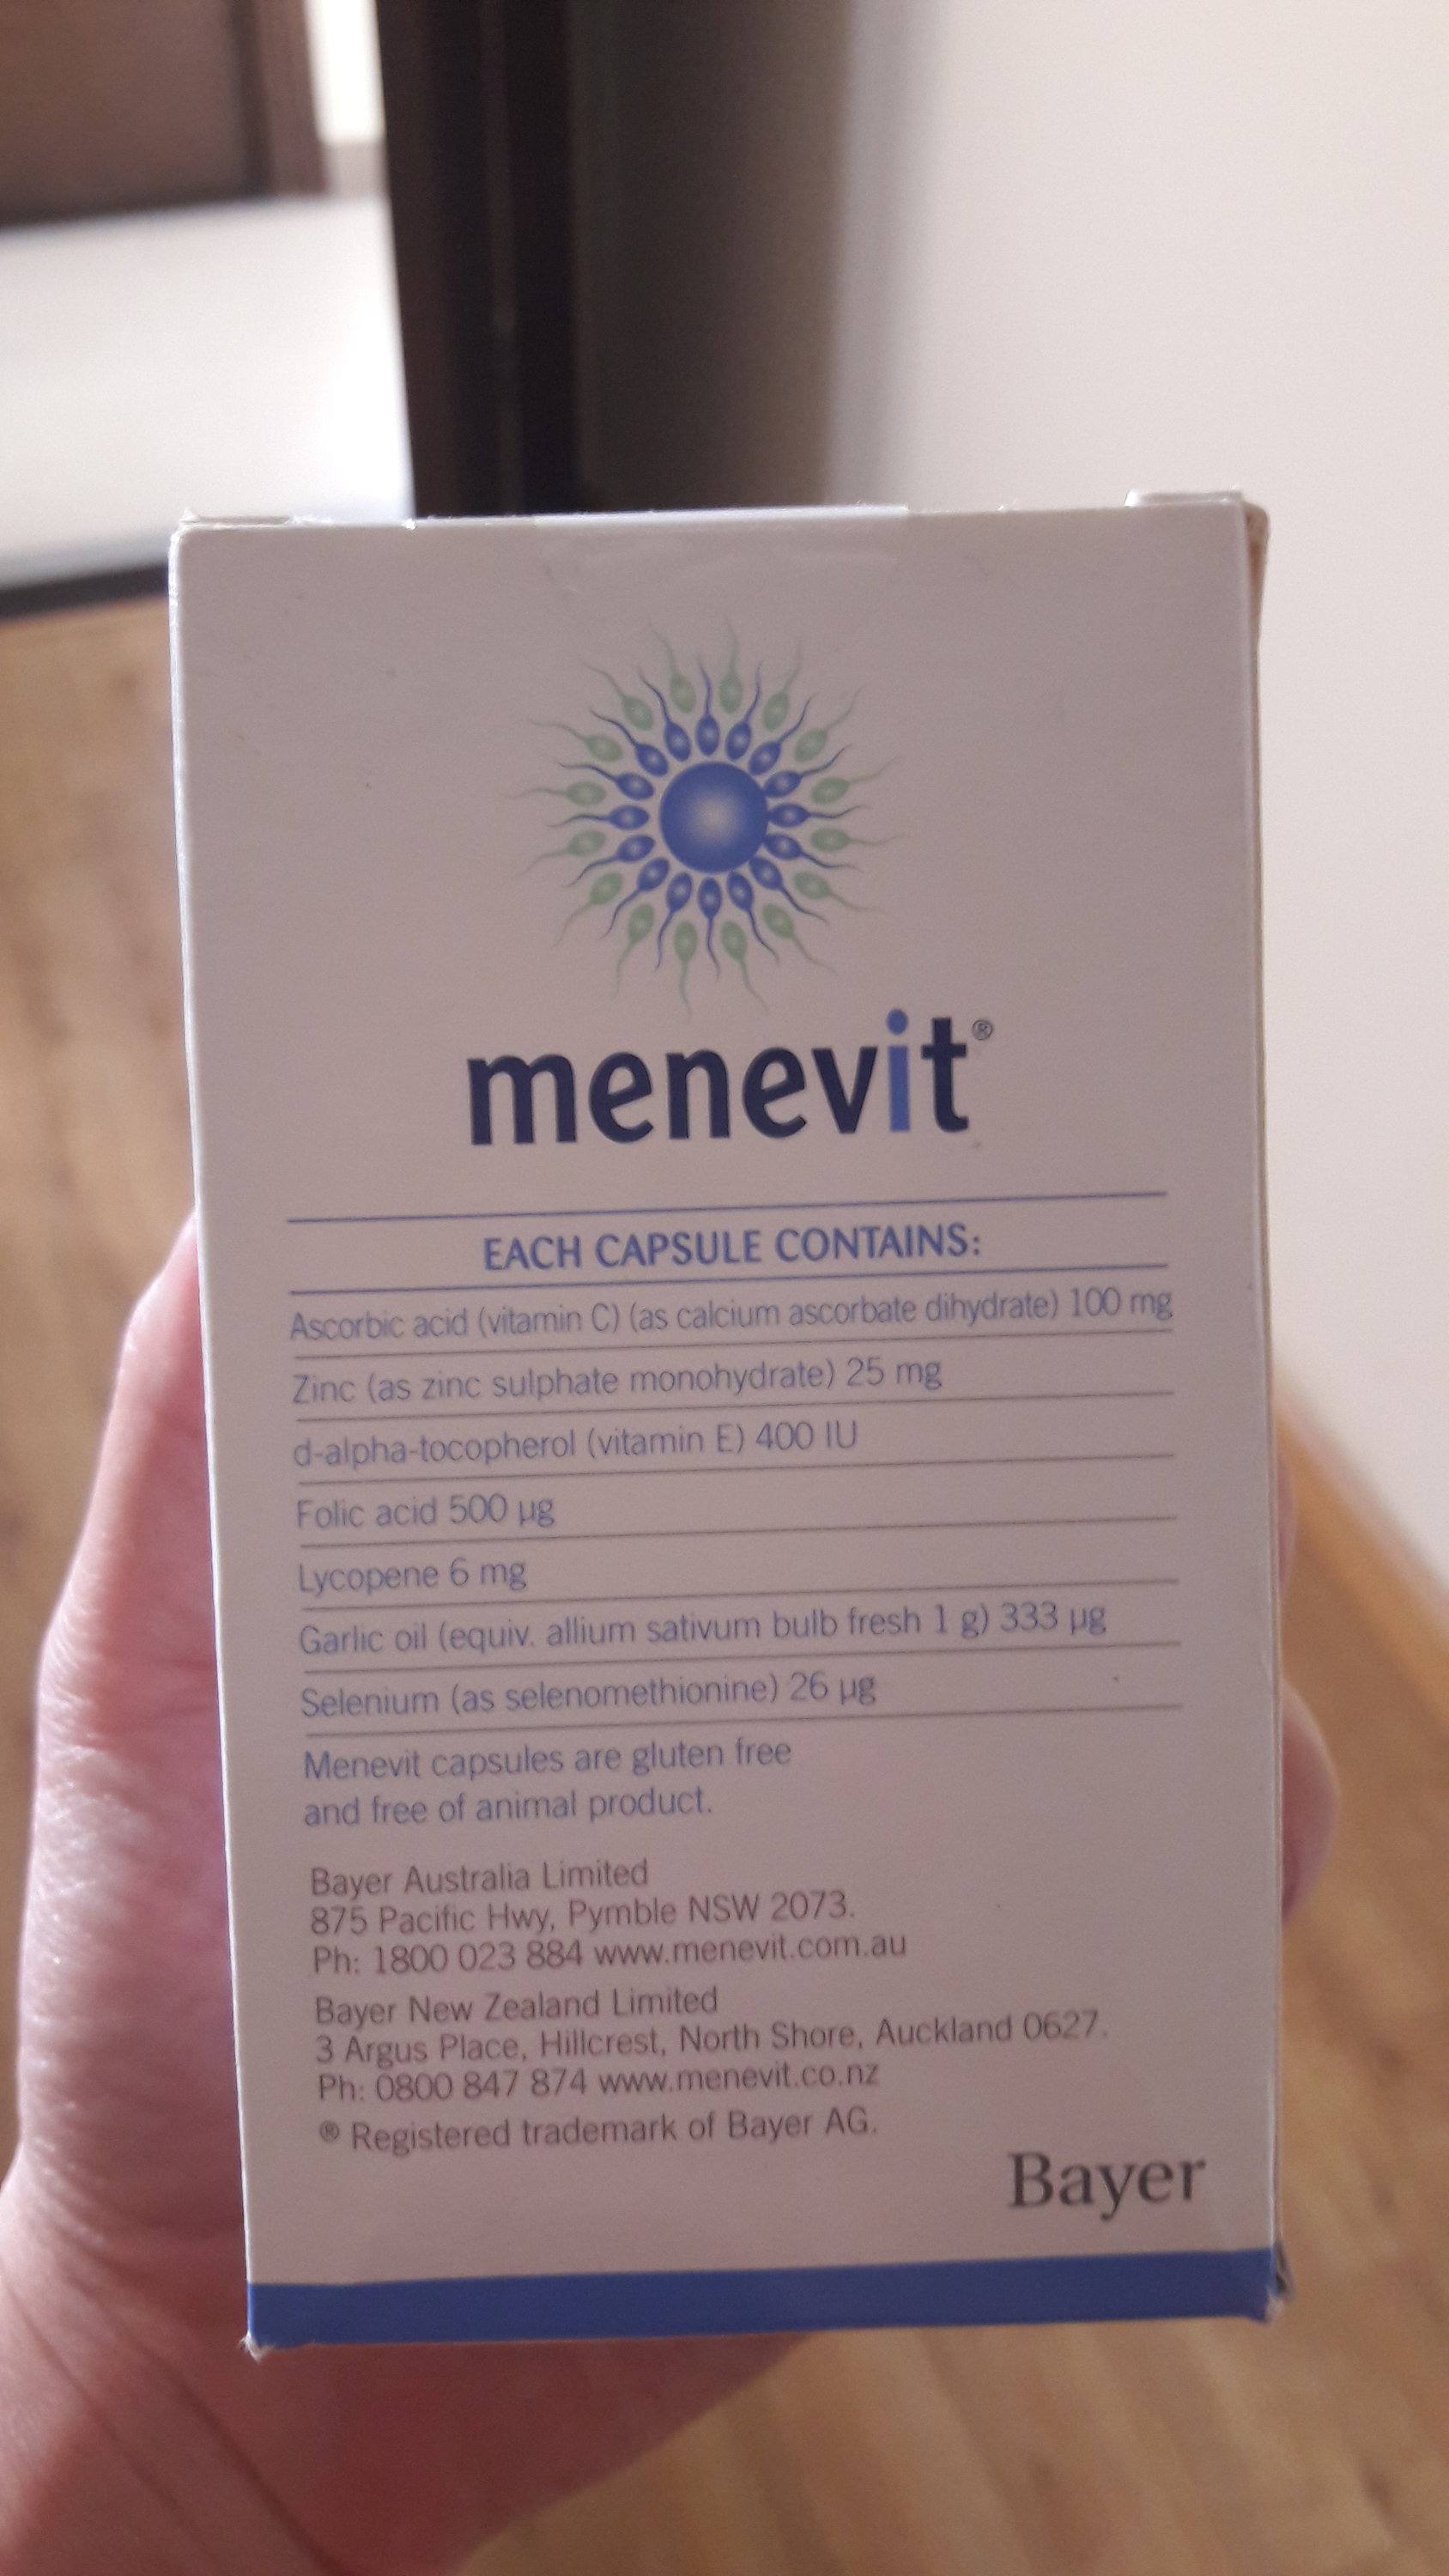 menevit®
EACH CAPSULE CONTAINS:
Ascorbic acid (vitamin C) (as calcium ascorbate dihydrate) 100 mg
Zinc (as zinc sulphate monohydrate) 25 mg
d-alpha-tocopherol (vitamin E) 400 IU
Folic acid 500 µg
Lycopene 6 mg
Garlic oil (equiv. allium sativum bulb fresh 1 g) 333 µg
Selenium (as selenomethionine) 26 µg
Menevit capsules are gluten free
and free of animal product.
Bayer Australia Limited
875 Pacific Hwy, Pymble NSW 2073.
Ph: 1800 023 884 www.menevit.com.au
Bayer New Zealand Limited
3 Argus Place, Hillcrest, North Shore, Auckland 0627.
Ph: 0800 847 874 www.menevit.co.nz
® Registered trademark of Bayer AG.
Bayer